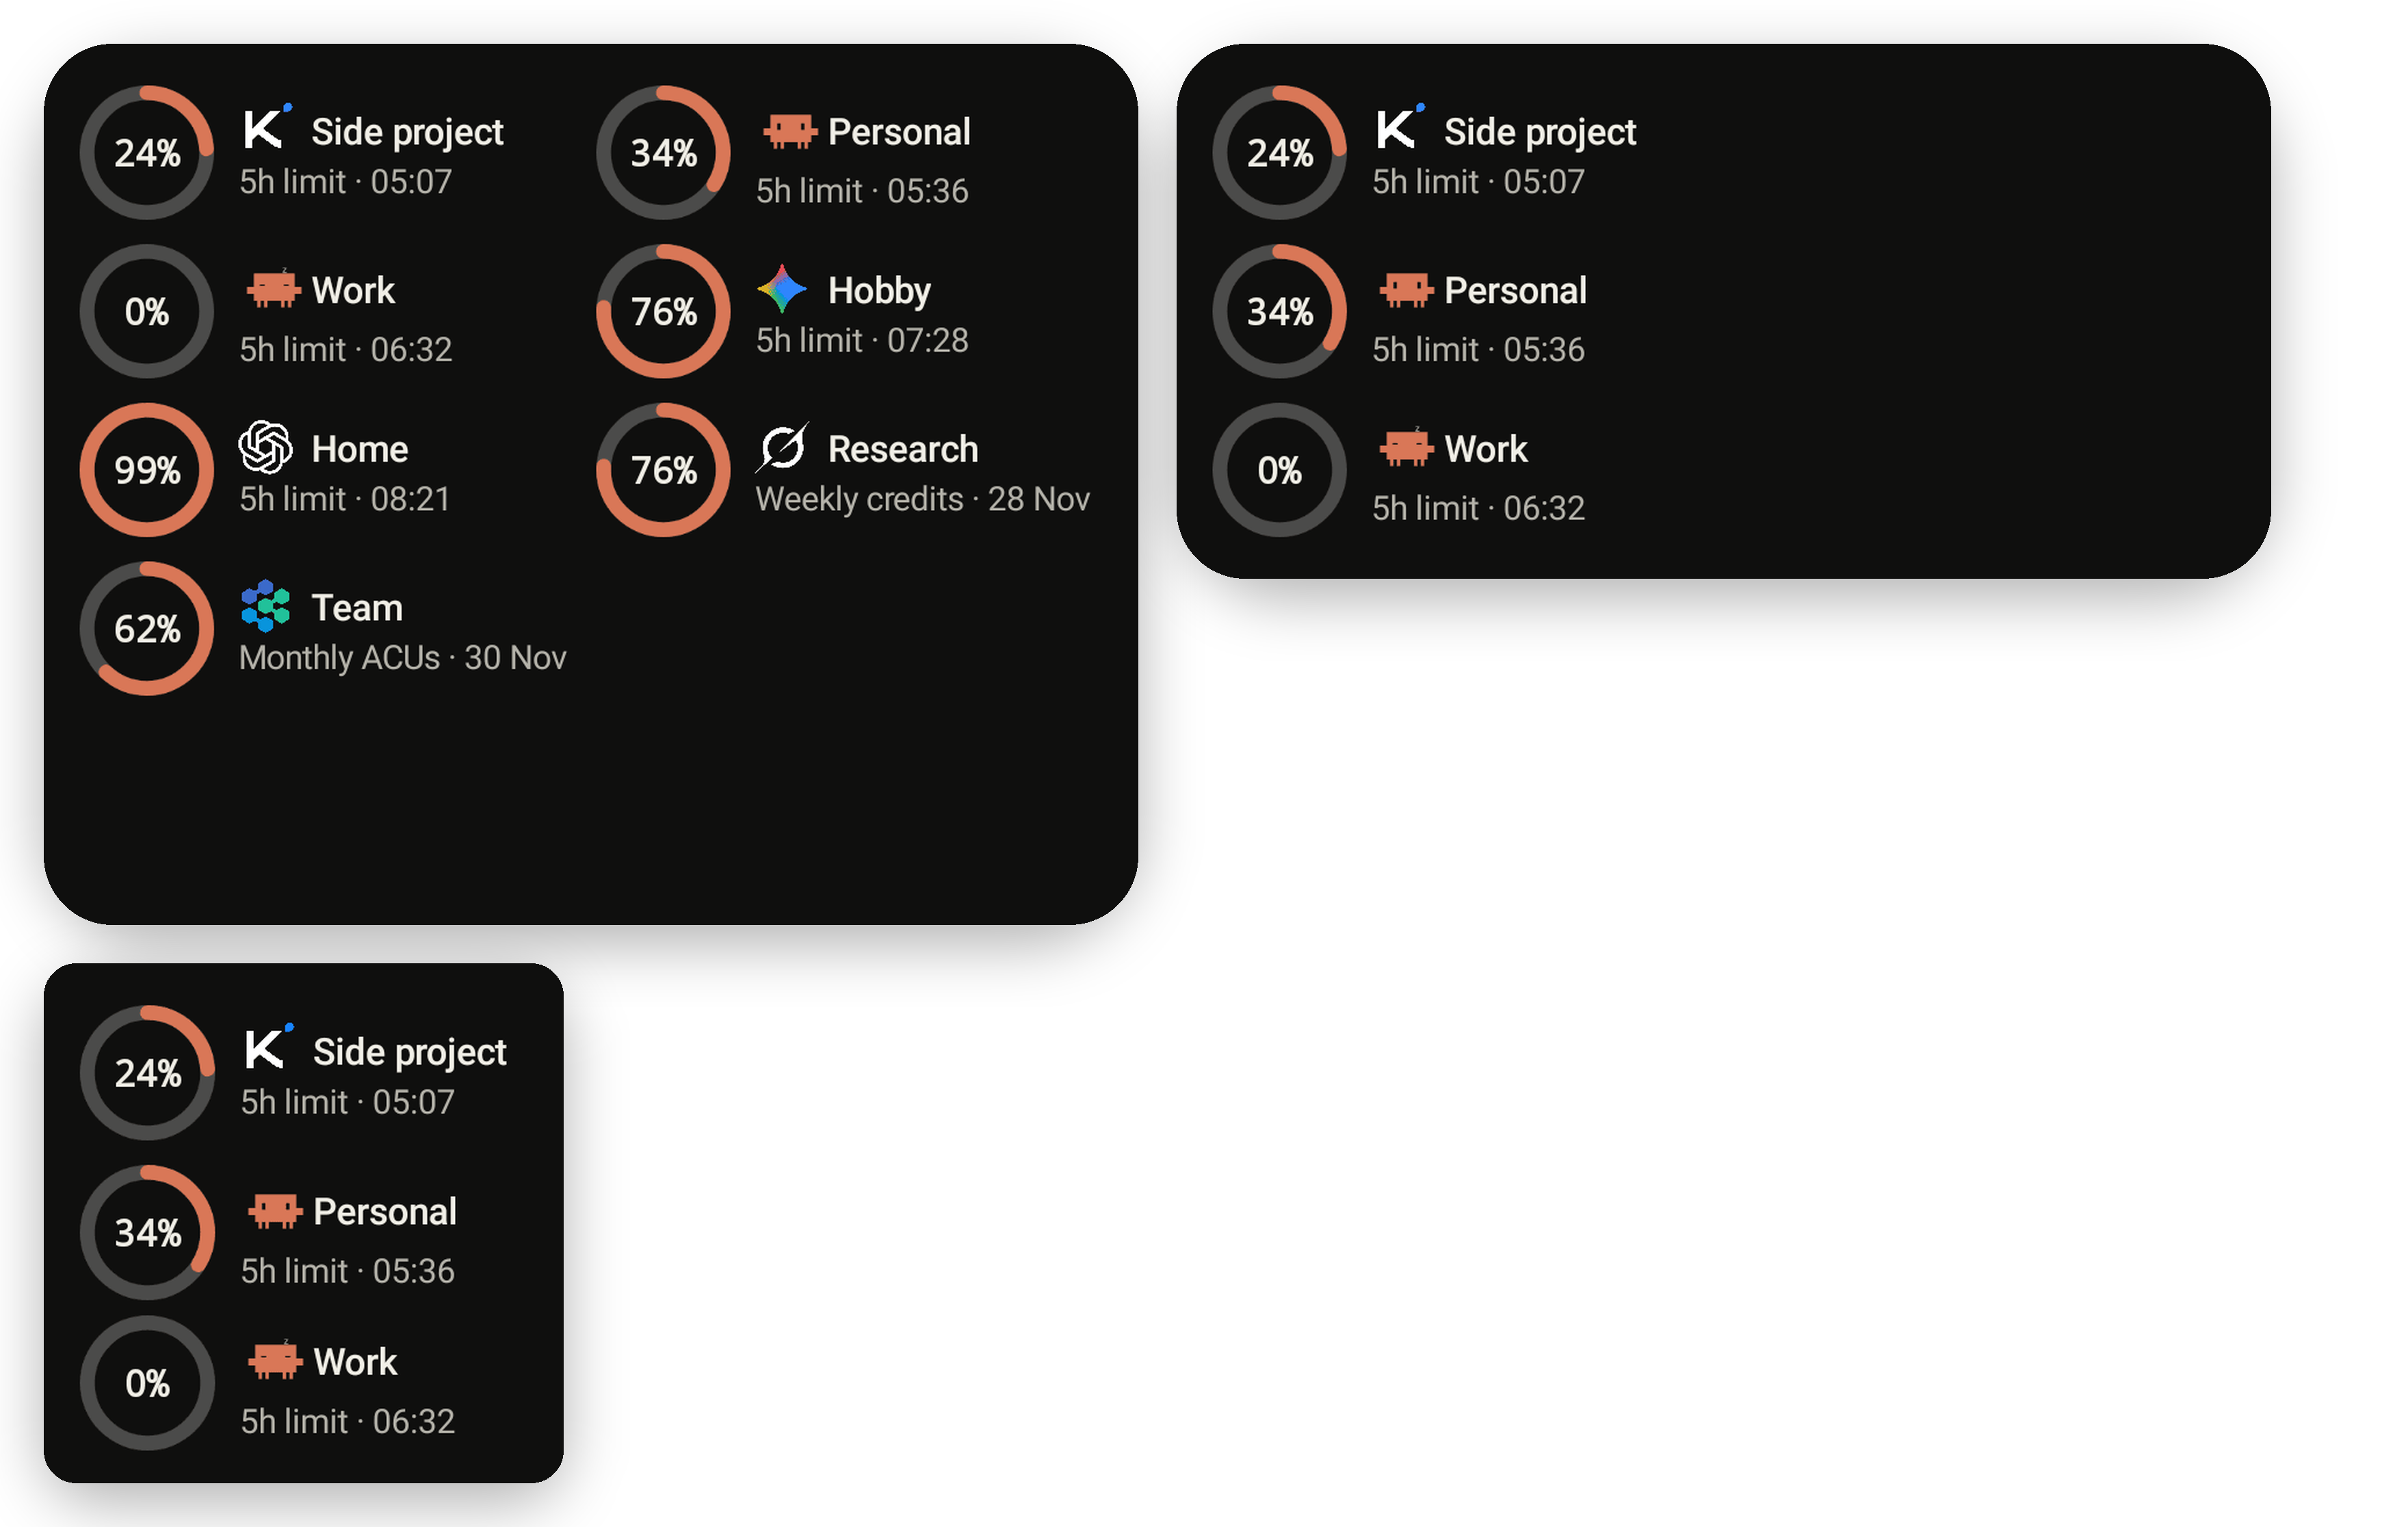 24%
Side project
5h limit · 05:07
34%
Personal
5h limit · 05:36
0%
Work
5h limit · 06:32
76%
Hobby
5h limit · 07:28
99%
Home
5h limit · 08:21
76%
Research
Weekly credits · 28 Nov
62%
Team
Monthly ACUs · 30 Nov
24%
Side project
5h limit · 05:07
34%
Personal
5h limit · 05:36
0%
Work
5h limit · 06:32
24%
Side project
5h limit · 05:07
34%
Personal
5h limit · 05:36
0%
Work
5h limit · 06:32